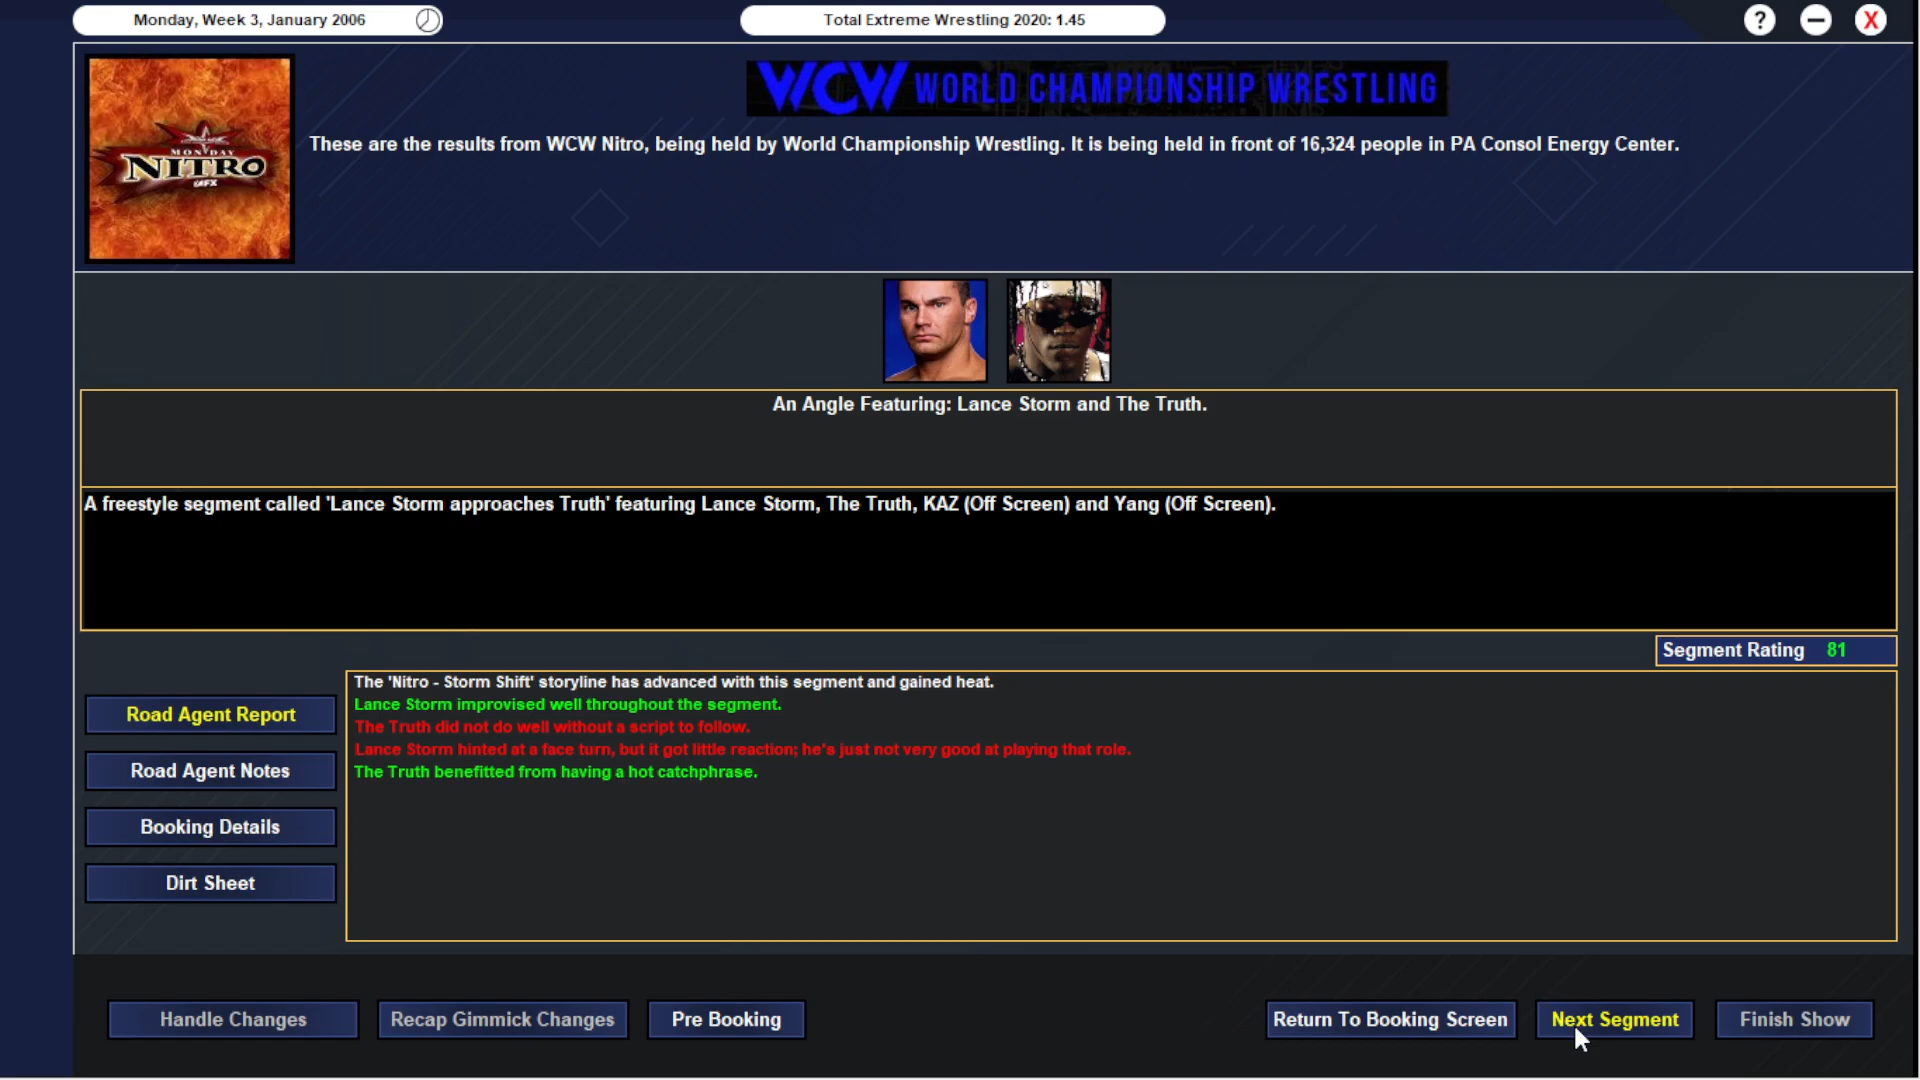 Monday, Week 3, January 2006
Total Extreme Wrestling 2020: 1.45
?
X
WCW WORLD CHAMPIONSHIP WRESTLING
MONDAY
NITRO
These are the results from WCW Nitro, being held by World Championship Wrestling. It is being held in front of 16,324 people in PA Consol Energy Center.
An Angle Featuring: Lance Storm and The Truth.
A freestyle segment called 'Lance Storm approaches Truth' featuring Lance Storm, The Truth, KAZ (Off Screen) and Yang (Off Screen).
Segment Rating 81
Road Agent Report
Road Agent Notes
Booking Details
Dirt Sheet
The 'Nitro - Storm Shift' storyline has advanced with this segment and gained heat.
Lance Storm improvised well throughout the segment.
The Truth did not do well without a script to follow.
Lance Storm hinted at a face turn, but it got little reaction; he's just not very good at playing that role.
The Truth benefitted from having a hot catchphrase.
Handle Changes
Recap Gimmick Changes
Pre Booking
Return To Booking Screen
Next Segment
Finish Show